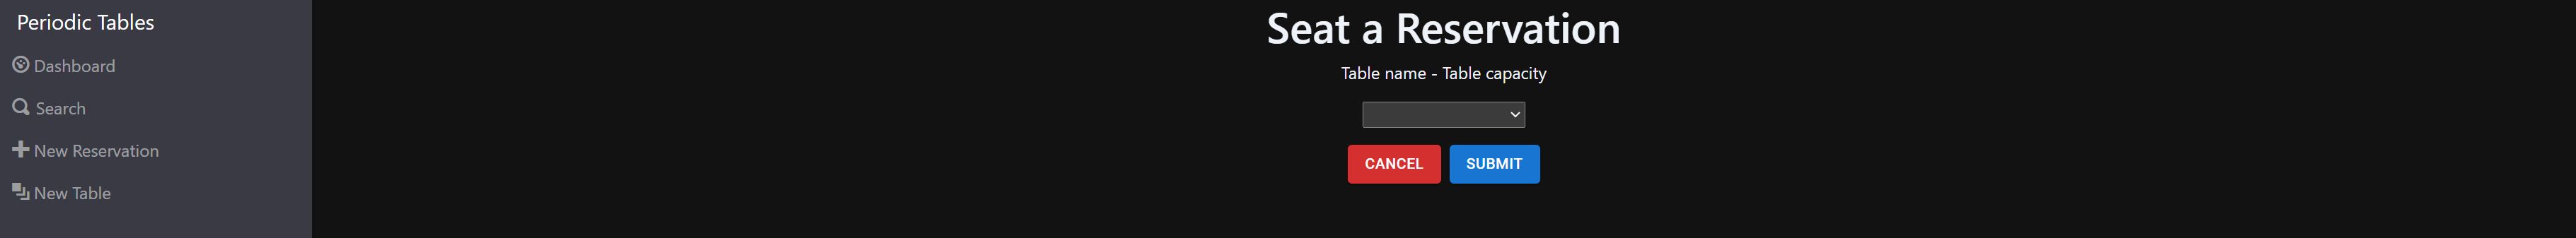 Periodic Tables
Dashboard
Search
New Reservation
New Table
Seat a Reservation
Table name - Table capacity
CANCEL
SUBMIT